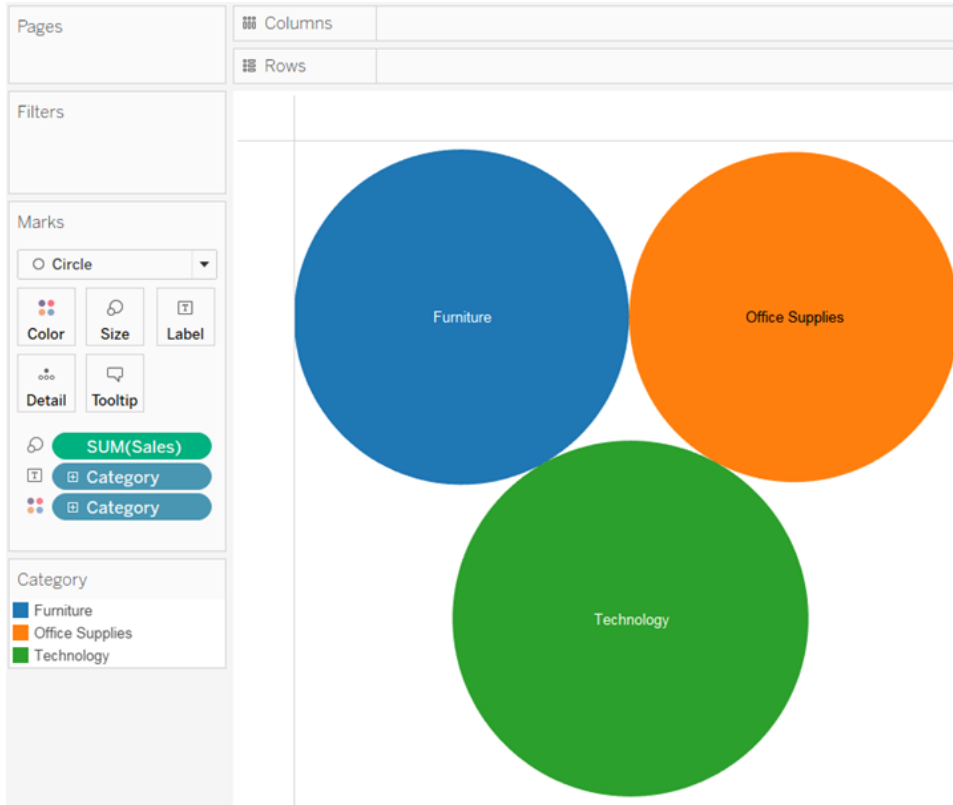 Pages
Columns
Rows
Filters
Marks
Circle
Color Size Label
Detail Tooltip
SUM(Sales)
Category
Category
Category
Furniture
Office Supplies
Technology
Furniture
Office Supplies
Technology